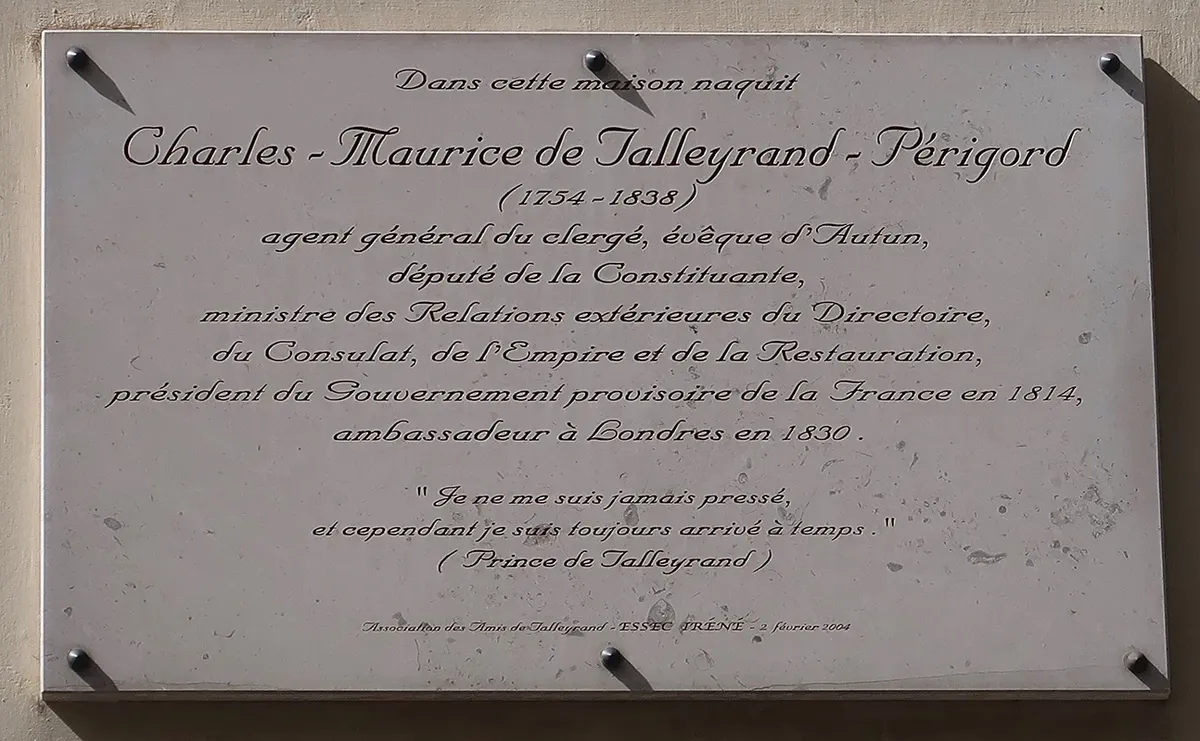 Dans cette maison naquit
Charles - Maurice de Talleyrand - Périgord
(1754 - 1838)
agent général du clergé, évêque d'Autun,
député de la Constituante,
ministre des Relations extérieures du Directoire,
du Consulat, de l'Empire et de la Restauration,
président du Gouvernement provisoire de la France en 1814,
ambassadeur à Londres en 1830 .
" Je ne me suis jamais pressé,
et cependant je suis toujours arrivé à temps . "
( Prince de Talleyrand )
Association des Amis de Talleyrand - ESSEC IRÉNÉ - 2 février 2004